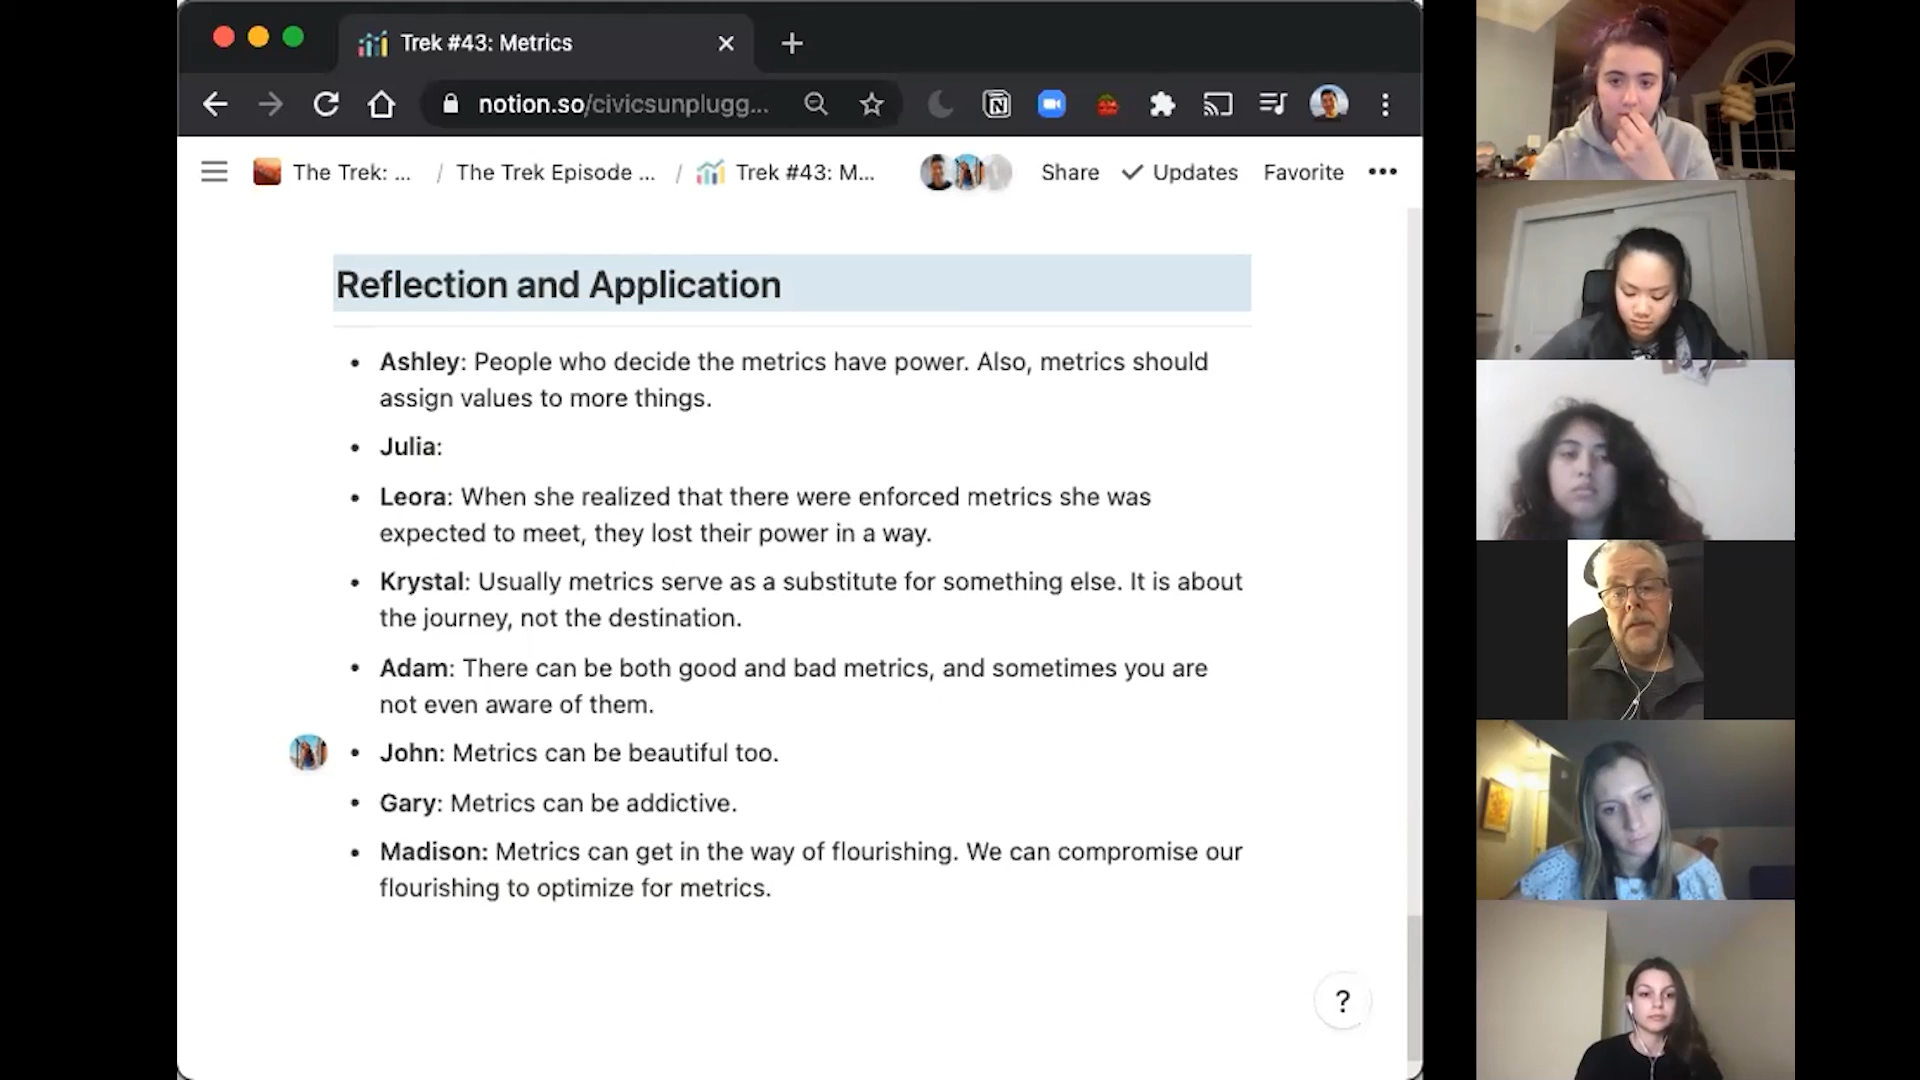 Trek #43: Metrics
notion.so/civicsunplugg...
The Trek: ... / The Trek Episode ... / Trek #43: M... Share Updates Favorite
Reflection and Application
• Ashley: People who decide the metrics have power. Also, metrics should
assign values to more things.
• Julia:
• Leora: When she realized that there were enforced metrics she was
expected to meet, they lost their power in a way.
• Krystal: Usually metrics serve as a substitute for something else. It is about
the journey, not the destination.
• Adam: There can be both good and bad metrics, and sometimes you are
not even aware of them.
• John: Metrics can be beautiful too.
• Gary: Metrics can be addictive.
• Madison: Metrics can get in the way of flourishing. We can compromise our
flourishing to optimize for metrics.
?